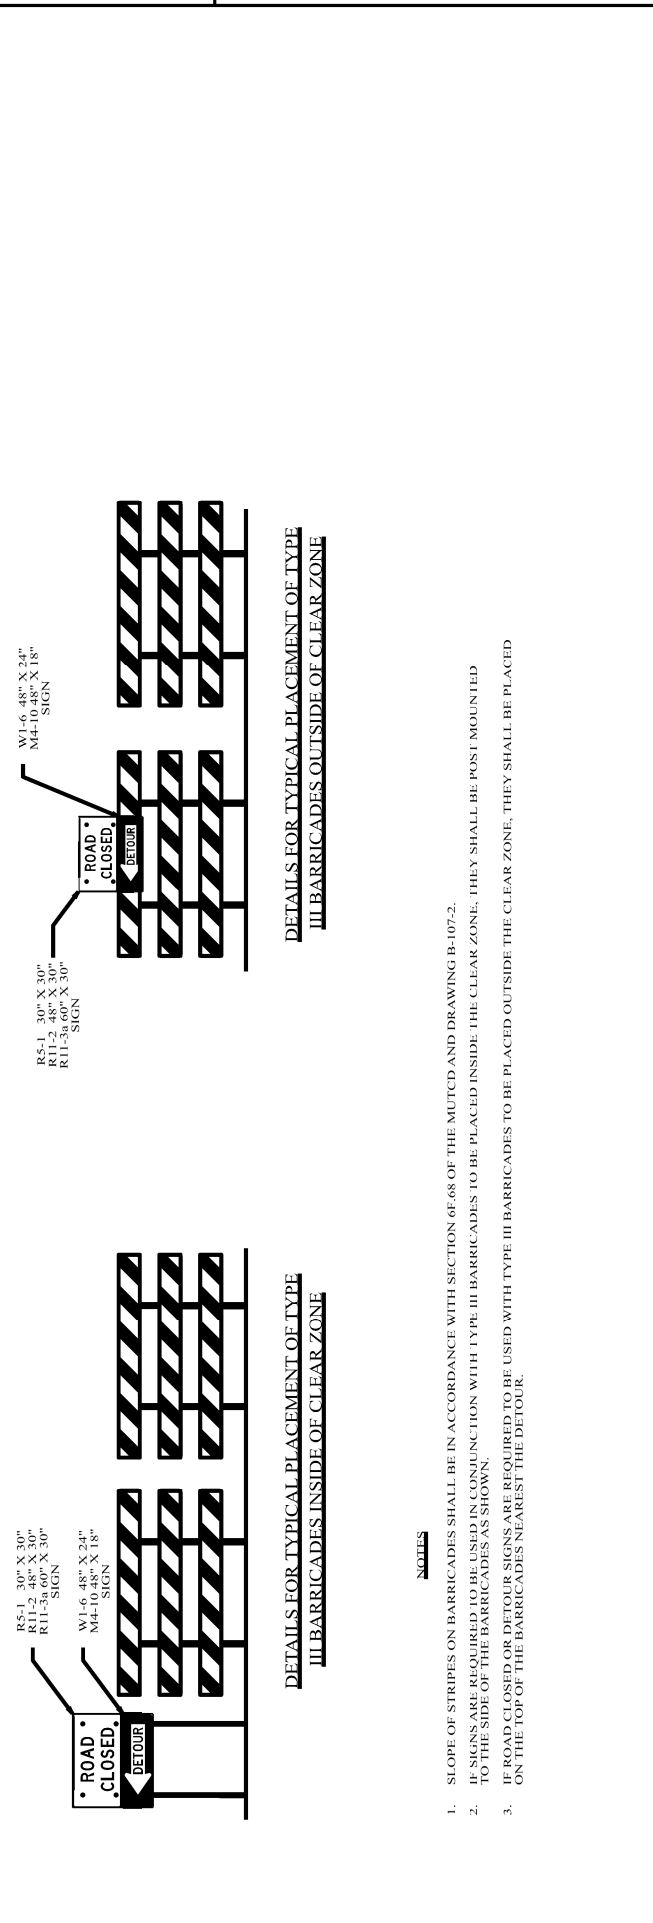 R5-1 30" X 30"
R11-2 48" X 30"
R11-3a 60" X 30"
SIGN
W1-6 48" X 24"
M4-10 48" X 18"
SIGN
ROAD
CLOSED
DETOUR
DETAILS FOR TYPICAL PLACEMENT OF TYPE
III BARRICADES INSIDE OF CLEAR ZONE
R5-1 30" X 30"
R11-2 48" X 30"
R11-3a 60" X 30"
SIGN
W1-6 48" X 24"
M4-10 48" X 18"
SIGN
ROAD
CLOSED
DETOUR
DETAILS FOR TYPICAL PLACEMENT OF TYPE
III BARRICADES OUTSIDE OF CLEAR ZONE
NOTES
1. SLOPE OF STRIPES ON BARRICADES SHALL BE IN ACCORDANCE WITH SECTION 6F.68 OF THE MUTCD AND DRAWING B-107-2.
2. IF SIGNS ARE REQUIRED TO BE USED IN CONJUNCTION WITH TYPE III BARRICADES TO BE PLACED INSIDE THE CLEAR ZONE, THEY SHALL BE POST MOUNTED
TO THE SIDE OF THE BARRICADES AS SHOWN.
3. IF ROAD CLOSED OR DETOUR SIGNS ARE REQUIRED TO BE USED WITH TYPE III BARRICADES TO BE PLACED OUTSIDE THE CLEAR ZONE, THEY SHALL BE PLACED
ON THE TOP OF THE BARRICADES NEAREST THE DETOUR.